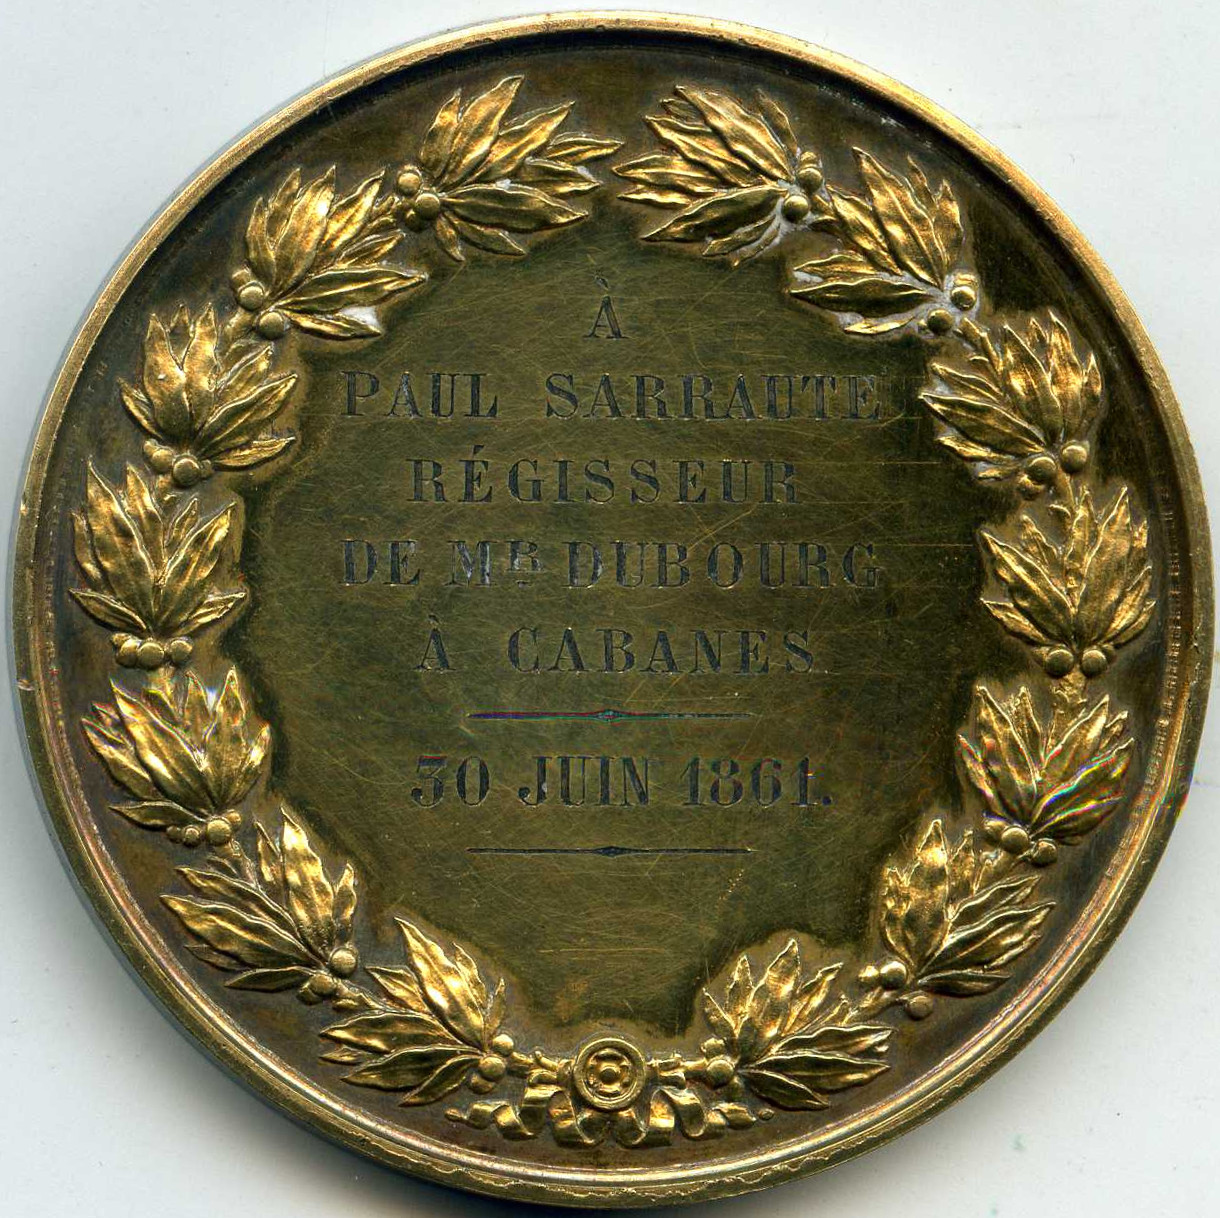 À
PAUL SARRAUTE
RÉGISSEUR
DE MR DUBOURG
À CABANES
30 JUIN 1861.